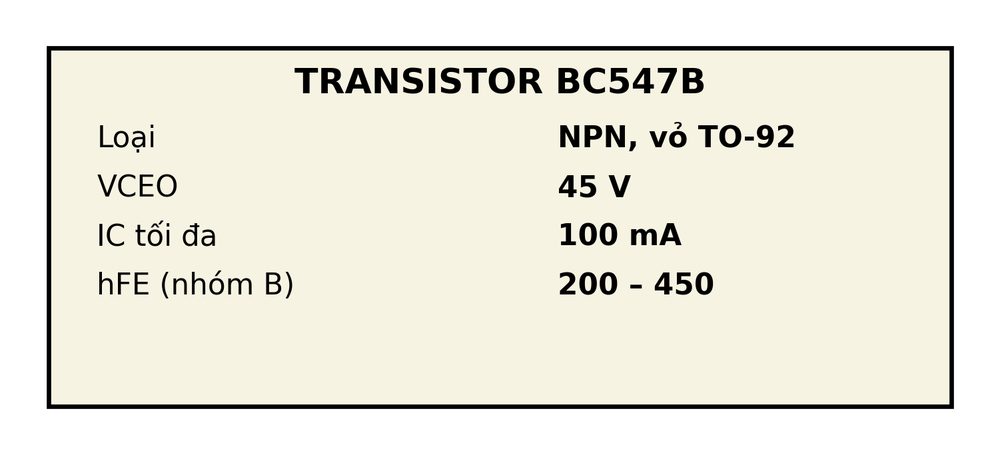 TRANSISTOR BC547B
Loại NPN, vỏ TO-92
VCEO 45 V
IC tối đa 100 mA
hFE (nhóm B) 200 – 450